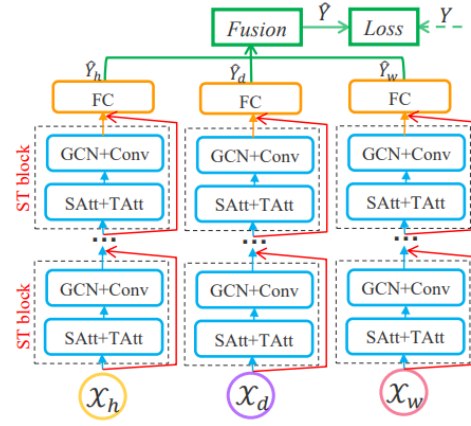 Fusion Ŷ Loss Y
Ŷh Ŷd Ŷw
FC FC FC
GCN+Conv GCN+Conv GCN+Conv
ST block
SAtt+TAtt SAtt+TAtt SAtt+TAtt
... ... ...
GCN+Conv GCN+Conv GCN+Conv
ST block
SAtt+TAtt SAtt+TAtt SAtt+TAtt
𝒳h 𝒳d 𝒳w